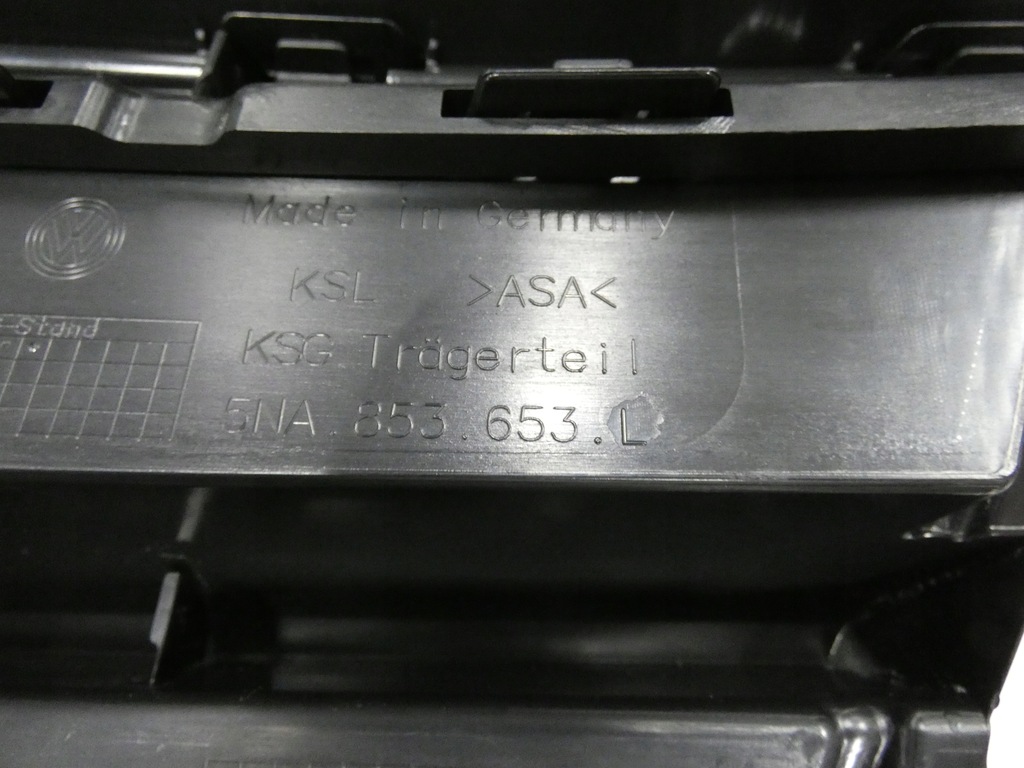 Made in Germany
KSL >ASA<
-Stand
KSG Trägerteil
5NA.853.653.L